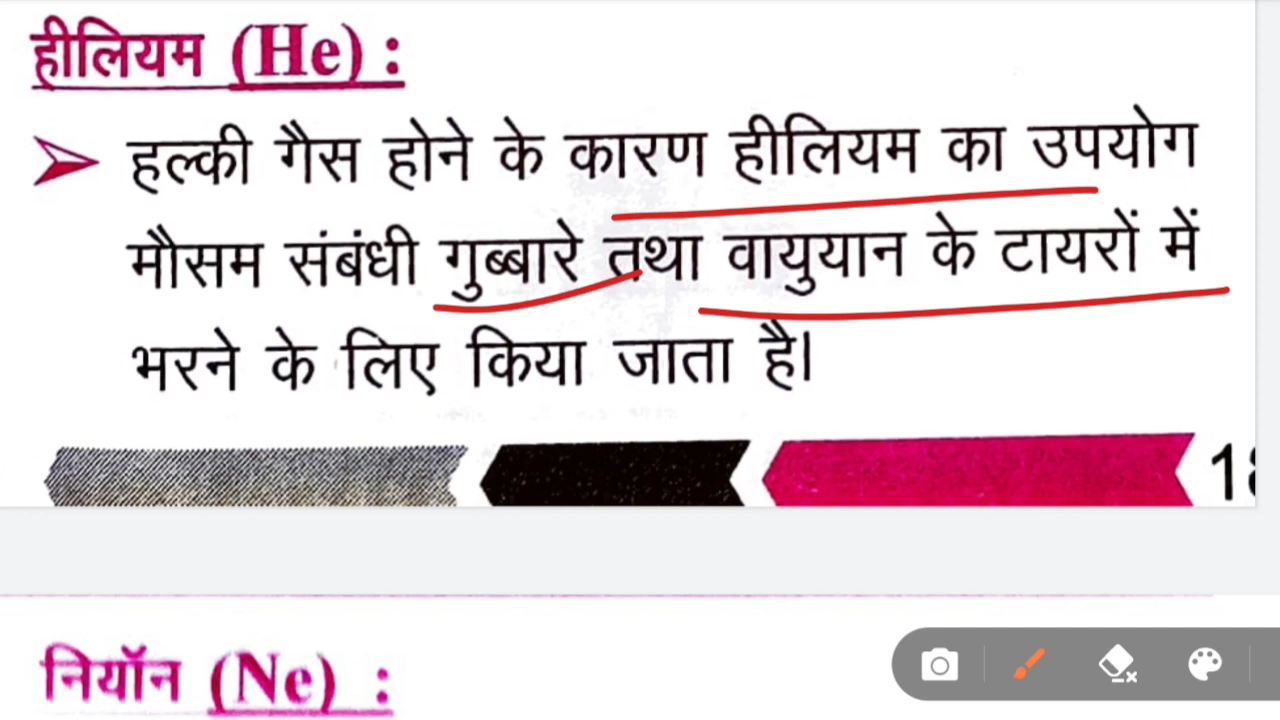 हीलियम (He) :
हल्की गैस होने के कारण हीलियम का उपयोग
मौसम संबंधी गुब्बारे तथा वायुयान के टायरों में
भरने के लिए किया जाता है।
नियॉन (Ne) :